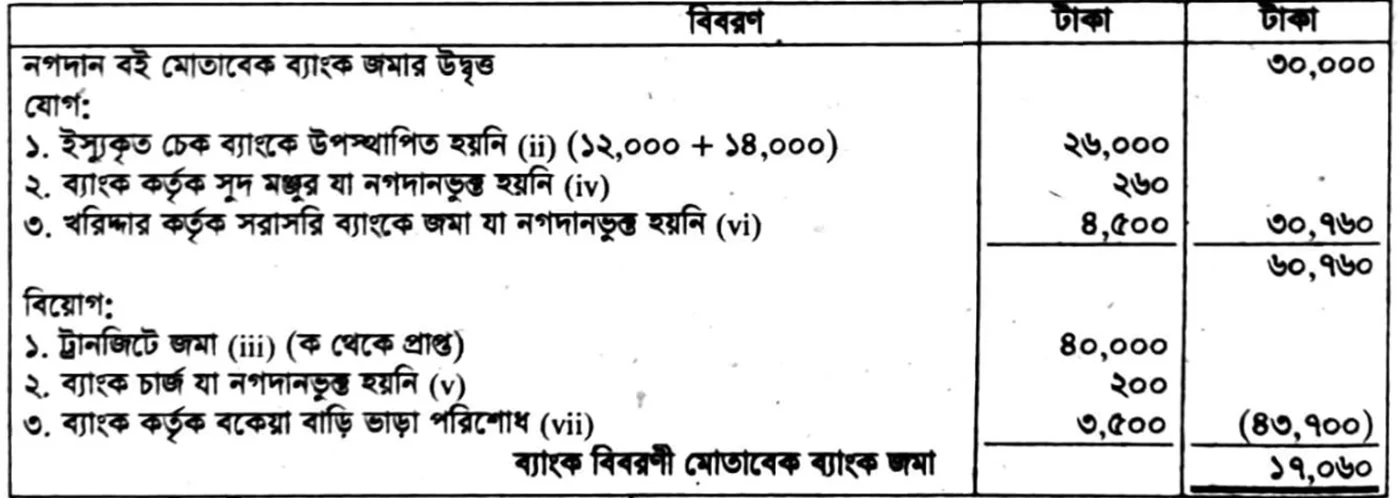 বিবরণ টাকা টাকা
নগদান বই মোতাবেক ব্যাংক জমার উদ্বৃত্ত ৩০,০০০
যোগ:
১. ইস্যুকৃত চেক ব্যাংকে উপস্থাপিত হয়নি (ii) (১২,০০০ + ১৪,০০০) ২৬,০০০
২. ব্যাংক কর্তৃক সুদ মঞ্জুর যা নগদানভুক্ত হয়নি (iv) ২৬০
৩. খরিদ্দার কর্তৃক সরাসরি ব্যাংকে জমা যা নগদানভুক্ত হয়নি (vi) ৪,৫০০ ৩০,৭৬০
৬০,৭৬০
বিয়োগ:
১. ট্রানজিটে জমা (iii) (ক থেকে প্রাপ্ত) ৪০,০০০
২. ব্যাংক চার্জ যা নগদানভুক্ত হয়নি (v) ২০০
৩. ব্যাংক কর্তৃক বকেয়া বাড়ি ভাড়া পরিশোধ (vii) ৩,৫০০ (৪৩,৭০০)
ব্যাংক বিবরণী মোতাবেক ব্যাংক জমা ১৭,০৬০